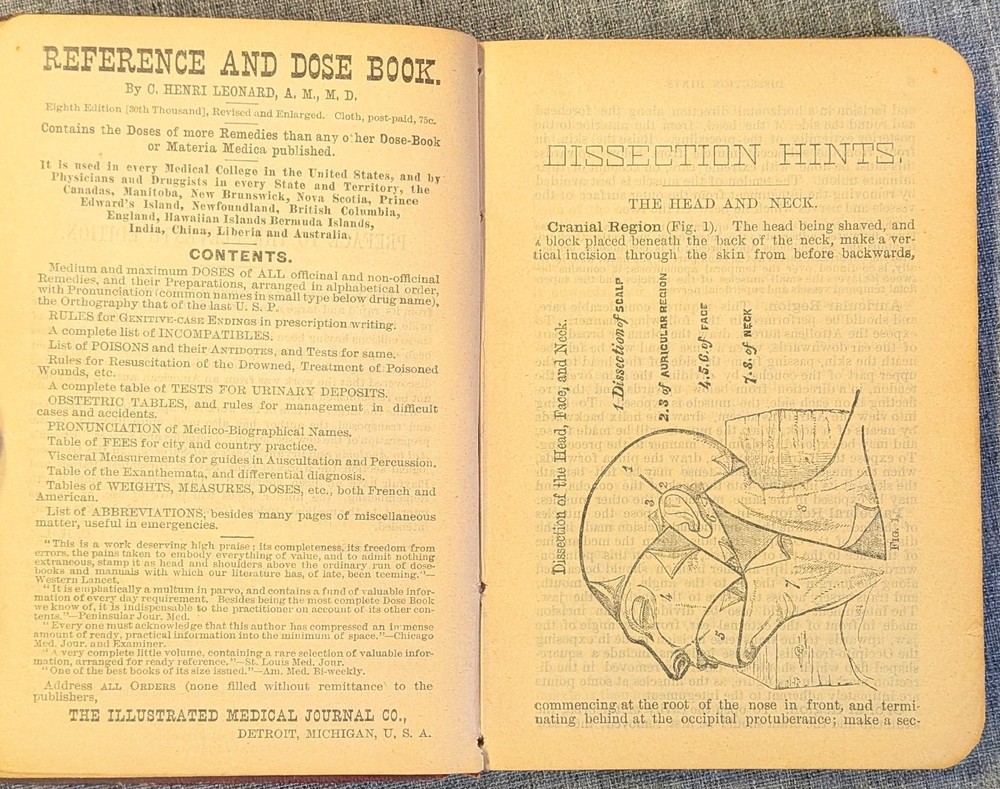 REFERENCE AND DOSE BOOK.
By C. HENRI LEONARD, A. M., M. D.
Eighth Edition [30th Thousand], Revised and Enlarged. Cloth, post-paid, 75c.
Contains the Doses of more Remedies than any other Dose-Book
or Materia Medica published.
It is used in every Medical College in the United States, and by
Physicians and Druggists in every State and Territory, the
Canadas, Manitoba, New Brunswick, Nova Scotia, Prince
Edward's Island, Newfoundland, British Columbia,
England, Hawaiian Islands Bermuda Islands,
India, China, Liberia and Australia.
CONTENTS.
Medium and maximum DOSES of ALL officinal and non-officinal
Remedies, and their Preparations, arranged in alphabetical order,
with Pronunciation (common names in small type below drug name),
the Orthography that of the last U. S. P.
RULES for GENITIVE-CASE ENDINGS in prescription writing.
A complete list of INCOMPATIBLES.
List of POISONS and their ANTIDOTES, and Tests for same.
Rules for Resuscitation of the Drowned, Treatment of Poisoned
Wounds, etc.
A complete table of TESTS FOR URINARY DEPOSITS.
OBSTETRIC TABLES, and rules for management in difficult
cases and accidents.
PRONUNCIATION of Medico-Biographical Names.
Table of FEES for city and country practice.
Visceral Measurements for guides in Auscultation and Percussion.
Table of the Exanthemata, and differential diagnosis.
Tables of WEIGHTS, MEASURES, DOSES, etc., both French and
American.
List of ABBREVIATIONS, besides many pages of miscellaneous
matter, useful in emergencies.
"This is a work deserving high praise; its completeness, its freedom from
errors, the pains taken to embody everything of value, and to admit nothing
extraneous, stamp it as head and shoulders above the ordinary run of dose-
books and manuals with which our literature has, of late, been teeming."—
Western Lancet.
"It is emphatically a multum in parvo, and contains a fund of valuable infor-
mation of every day requirement. Besides being the most complete Dose Book
we know of, it is indispensable to the practitioner on account of its other con-
tents."—Peninsular Jour. Med.
"Every one must acknowledge that this author has compressed an immense
amount of ready, practical information into the minimum of space."—Chicago
Med. Jour. and Examiner.
"A very complete little volume, containing a rare selection of valuable infor-
mation, arranged for ready reference."—St. Louis Med. Jour.
"One of the best books of its size issued."—Am. Med. Bi-weekly.
Address ALL ORDERS (none filled without remittance to the
publishers,
THE ILLUSTRATED MEDICAL JOURNAL CO.,
DETROIT, MICHIGAN, U. S. A.
DISSECTION HINTS.
THE HEAD AND NECK.
Cranial Region (Fig. 1). The head being shaved, and
a block placed beneath the back of the neck, make a ver-
tical incision through the skin from before backwards,
Dissection of the Head, Face, and Neck.
1. Dissection of SCALP
2. 3. of AURICULAR REGION
4. 5. 6. of FACE
7. 8. of NECK
1
2
3
4
5
7
8
FIG. 1.
commencing at the root of the nose in front, and termi-
nating behind at the occipital protuberance; make a sec-